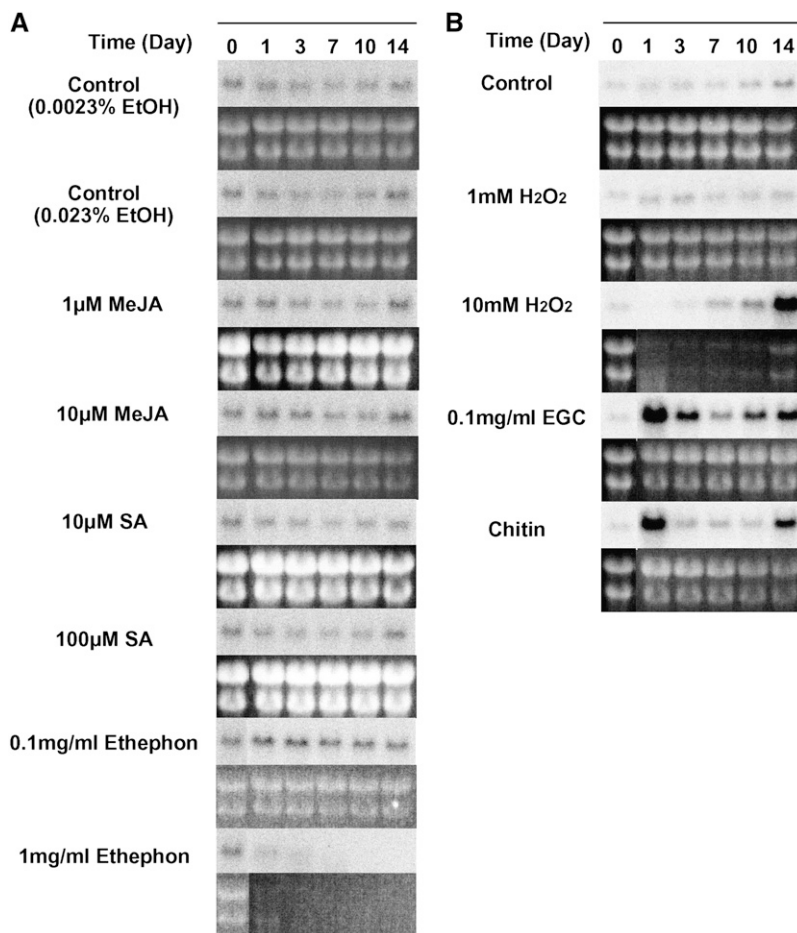 A
Time (Day) 0 1 3 7 10 14
Control
(0.0023% EtOH)
Control
(0.023% EtOH)
1µM MeJA
10µM MeJA
10µM SA
100µM SA
0.1mg/ml Ethephon
1mg/ml Ethephon
B
Time (Day) 0 1 3 7 10 14
Control
1mM H2O2
10mM H2O2
0.1mg/ml EGC
Chitin